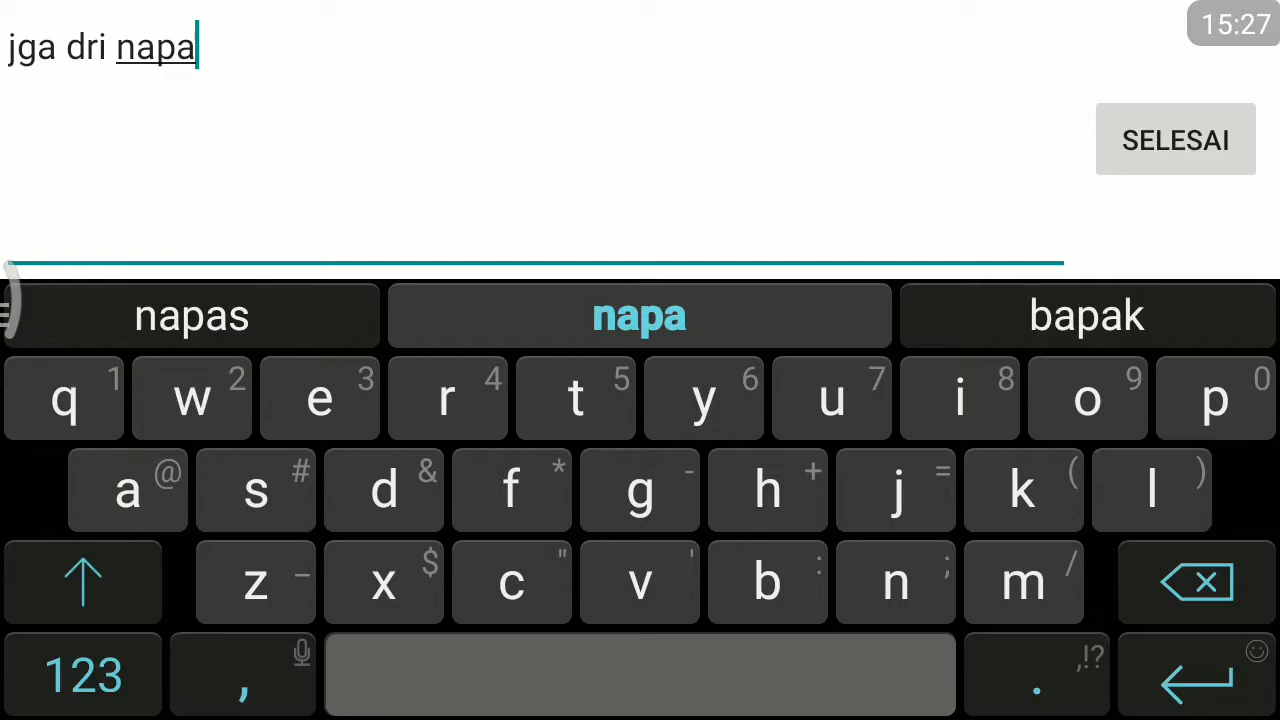 15:27
jga dri napa
SELESAI
napas napa bapak
q 1 w 2 e 3 r 4 t 5 y 6 u 7 i 8 o 9 p 0
a @ s # d & f * g - h + j = k ( l )
z _ x $ c " v ' b : n ; m /
123 , . ,!?